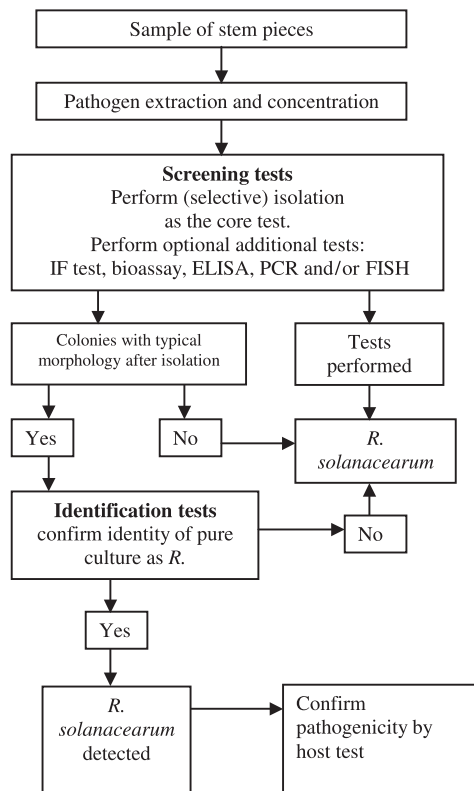 Sample of stem pieces
Pathogen extraction and concentration
Screening tests
Perform (selective) isolation
as the core test.
Perform optional additional tests:
IF test, bioassay, ELISA, PCR and/or FISH
Colonies with typical
morphology after isolation
Tests
performed
Yes
No
R.
solanacearum
Identification tests
confirm identity of pure
culture as R.
No
Yes
R.
solanacearum
detected
Confirm
pathogenicity by
host test